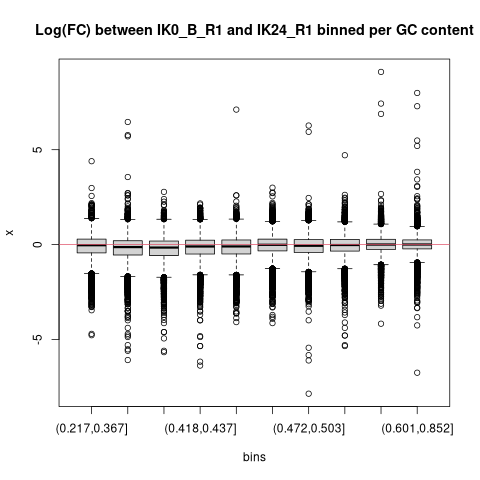 Log(FC) between IK0_B_R1 and IK24_R1 binned per GC content
x
5
0
-5
(0.217,0.367] (0.418,0.437] (0.472,0.503] (0.601,0.852]
bins